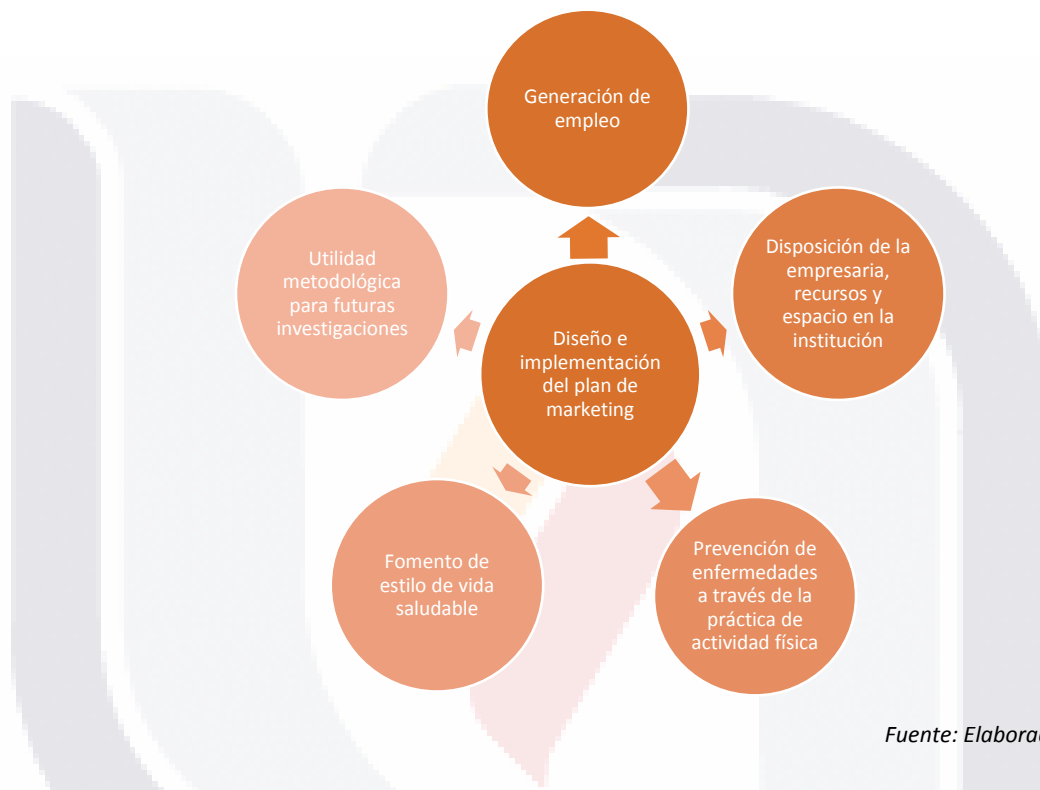 Generación de
empleo
Disposición de la
empresaria,
recursos y
espacio en la
institución
Utilidad
metodológica
para futuras
investigaciones
Diseño e
implementación
del plan de
marketing
Prevención de
enfermedades
a través de la
práctica de
actividad física
Fomento de
estilo de vida
saludable
Fuente: